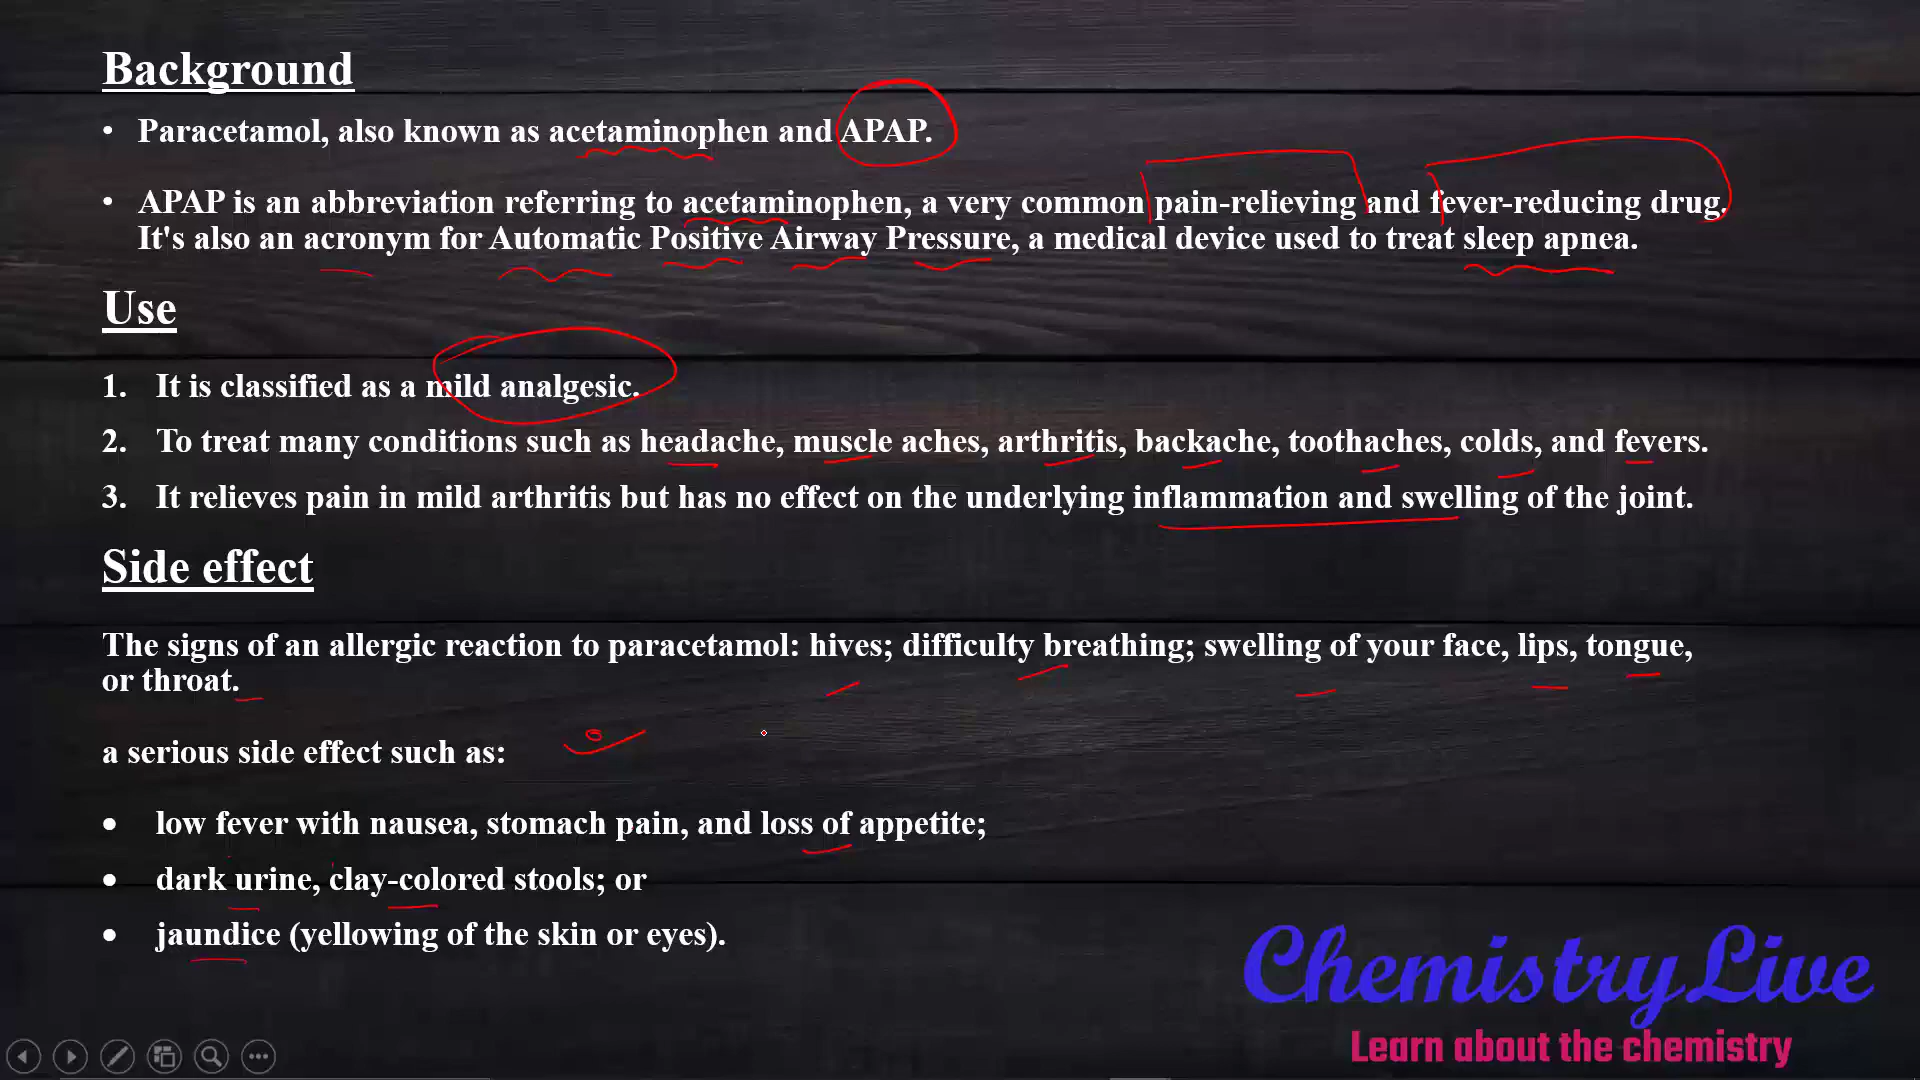 Background
• Paracetamol, also known as acetaminophen and APAP.
• APAP is an abbreviation referring to acetaminophen, a very common pain-relieving and fever-reducing drug.
It's also an acronym for Automatic Positive Airway Pressure, a medical device used to treat sleep apnea.
Use
1. It is classified as a mild analgesic.
2. To treat many conditions such as headache, muscle aches, arthritis, backache, toothaches, colds, and fevers.
3. It relieves pain in mild arthritis but has no effect on the underlying inflammation and swelling of the joint.
Side effect
The signs of an allergic reaction to paracetamol: hives; difficulty breathing; swelling of your face, lips, tongue,
or throat.
a serious side effect such as:
• low fever with nausea, stomach pain, and loss of appetite;
• dark urine, clay-colored stools; or
• jaundice (yellowing of the skin or eyes).
ChemistryLive
Learn about the chemistry